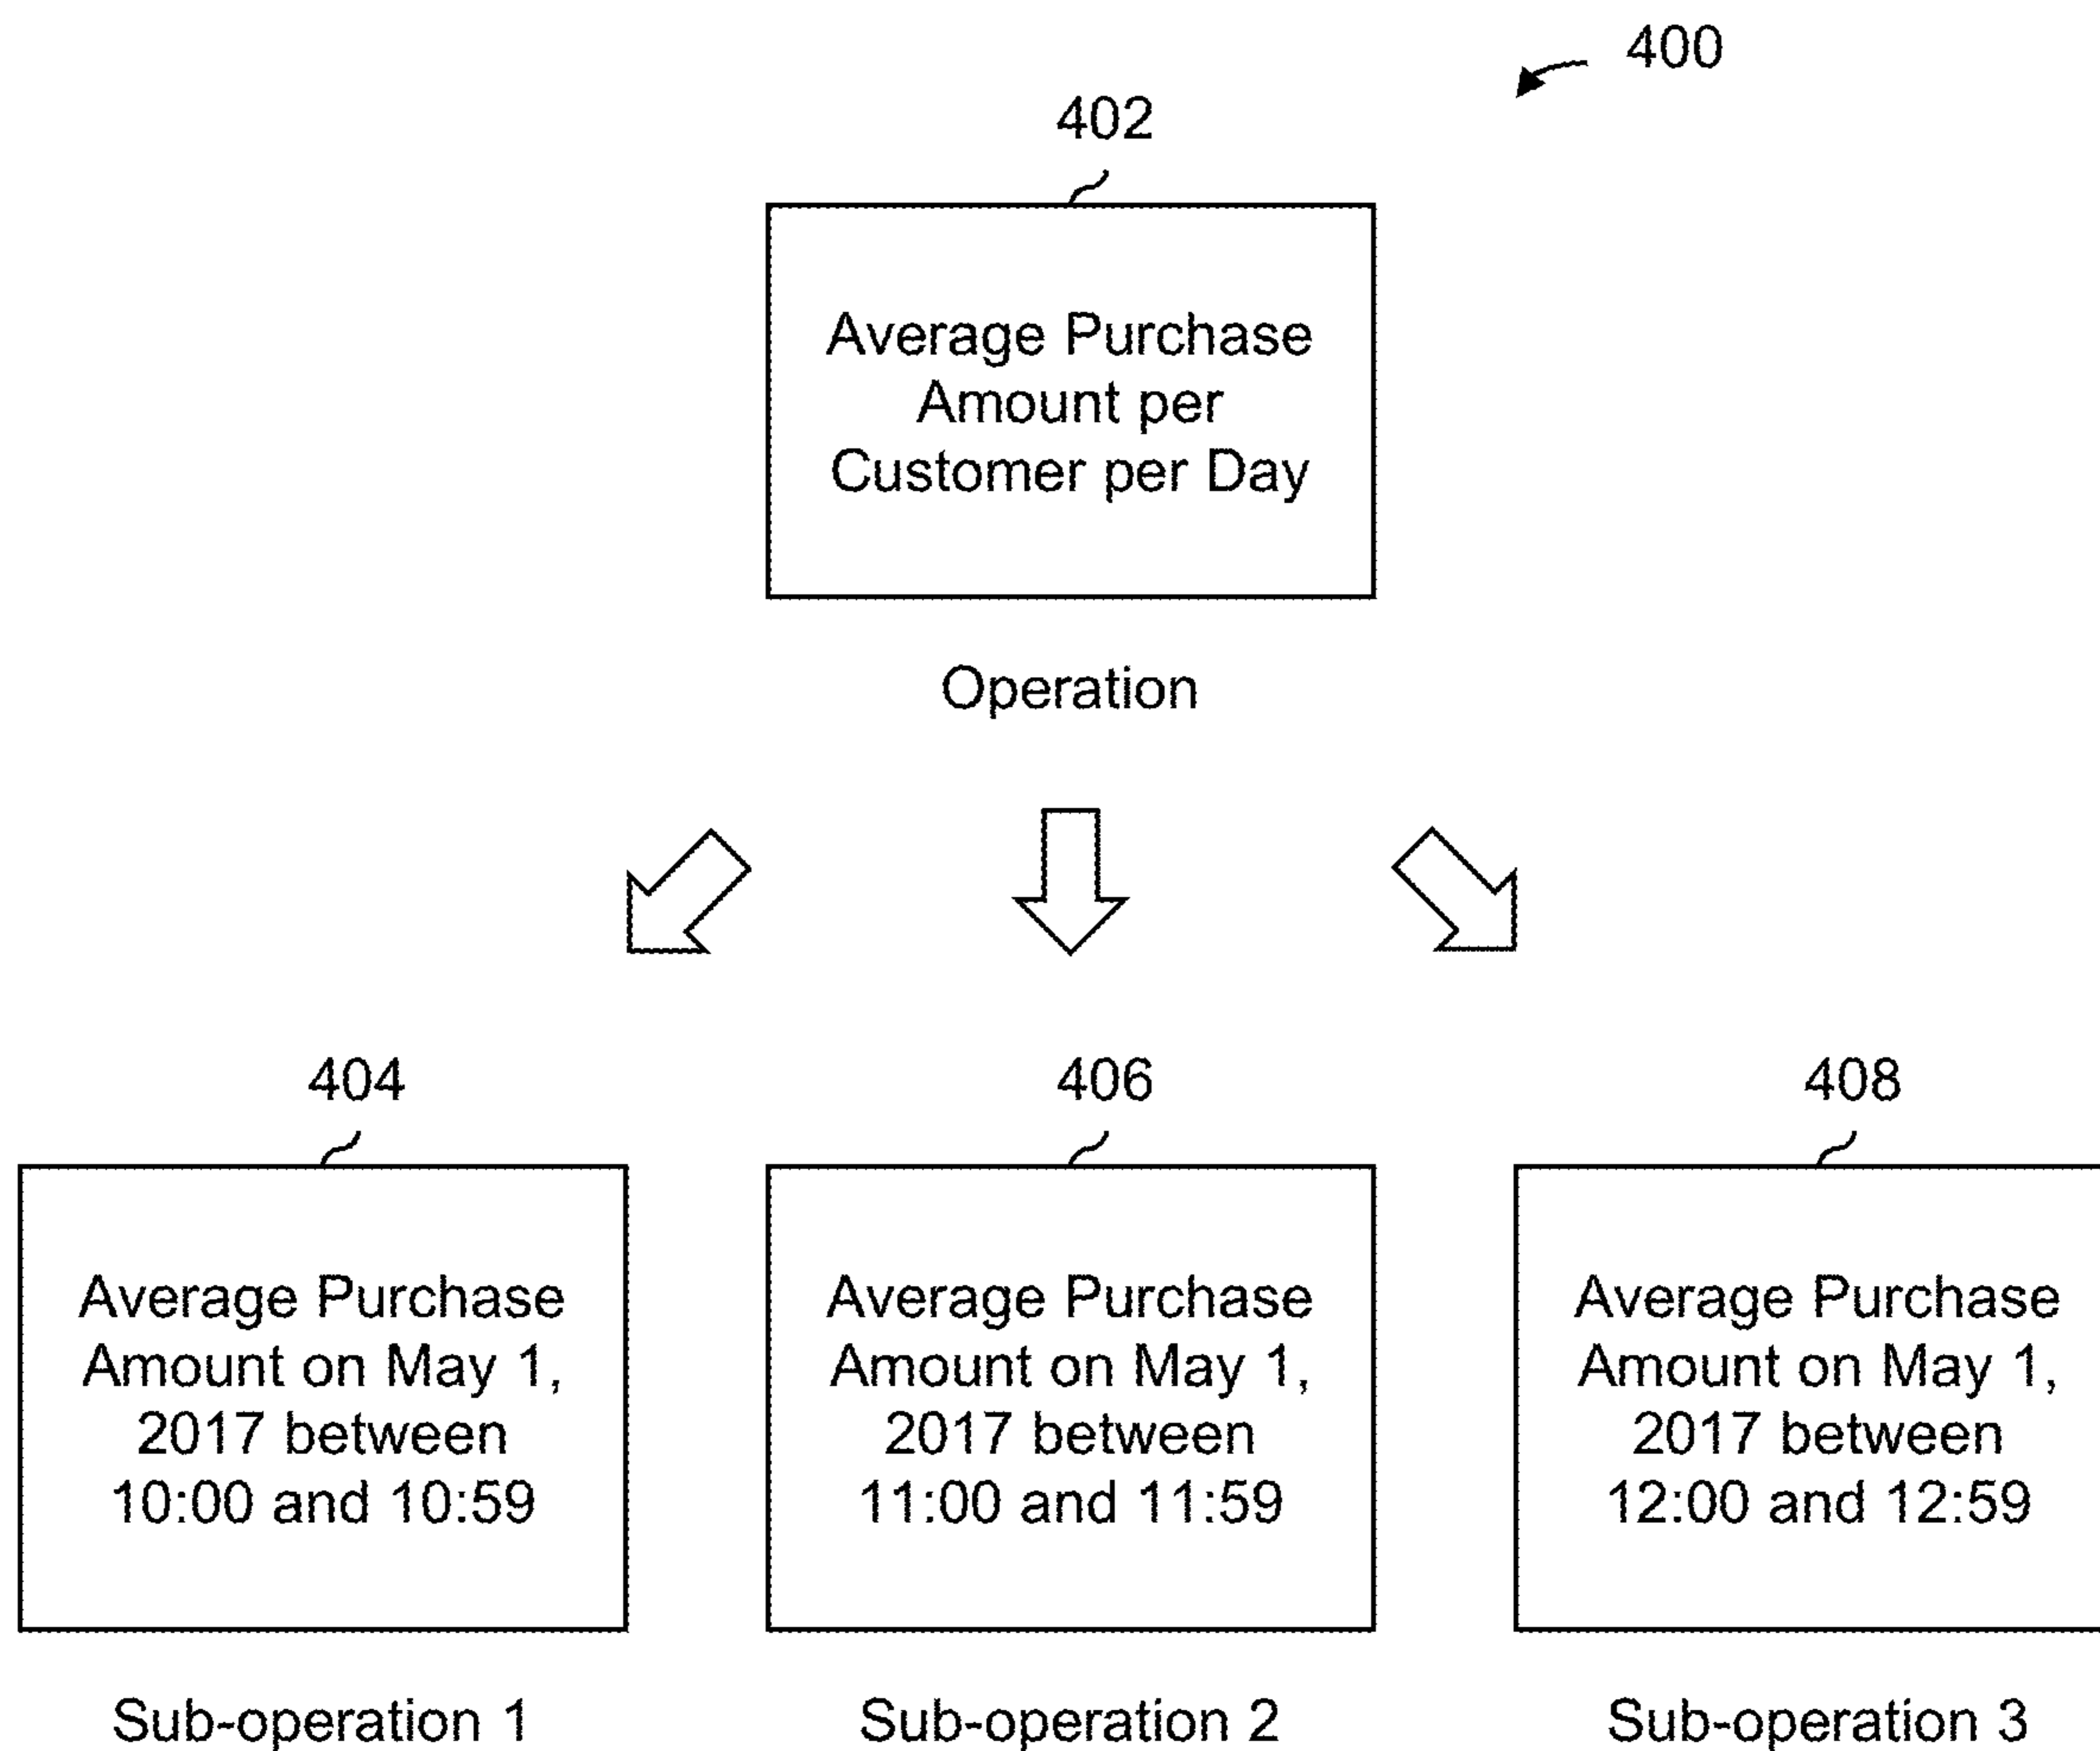 400
402
Average Purchase
Amount per
Customer per Day
Operation
404
Average Purchase
Amount on May 1,
2017 between
10:00 and 10:59
Sub-operation 1
406
Average Purchase
Amount on May 1,
2017 between
11:00 and 11:59
Sub-operation 2
408
Average Purchase
Amount on May 1,
2017 between
12:00 and 12:59
Sub-operation 3